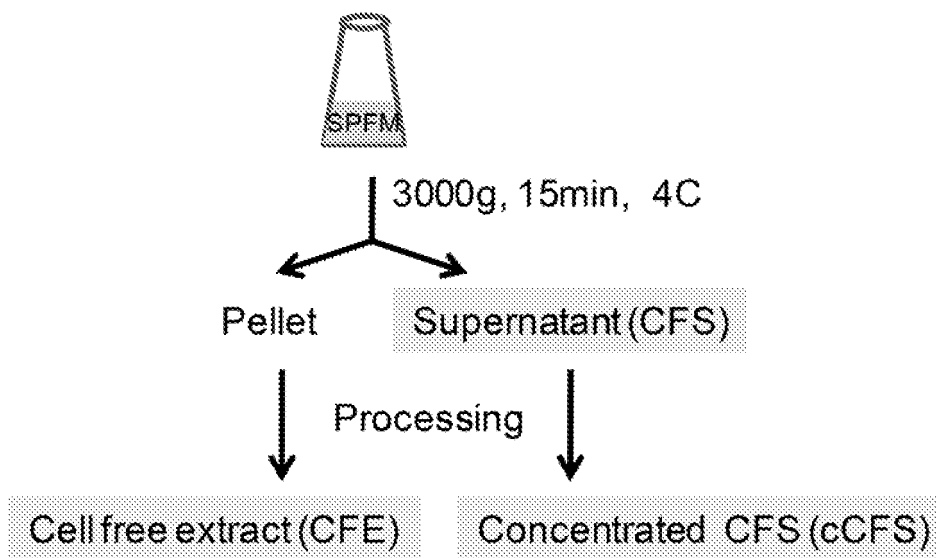 SPFM
3000g, 15min, 4C
Pellet
Supernatant (CFS)
Processing
Cell free extract (CFE)
Concentrated CFS (cCFS)